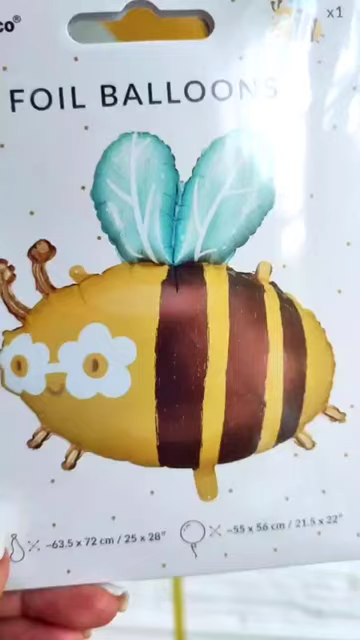 co®
x1
FOIL BALLOONS
~63.5 x 72 cm / 25 x 28"
~55 x 56 cm / 21.5 x 22"